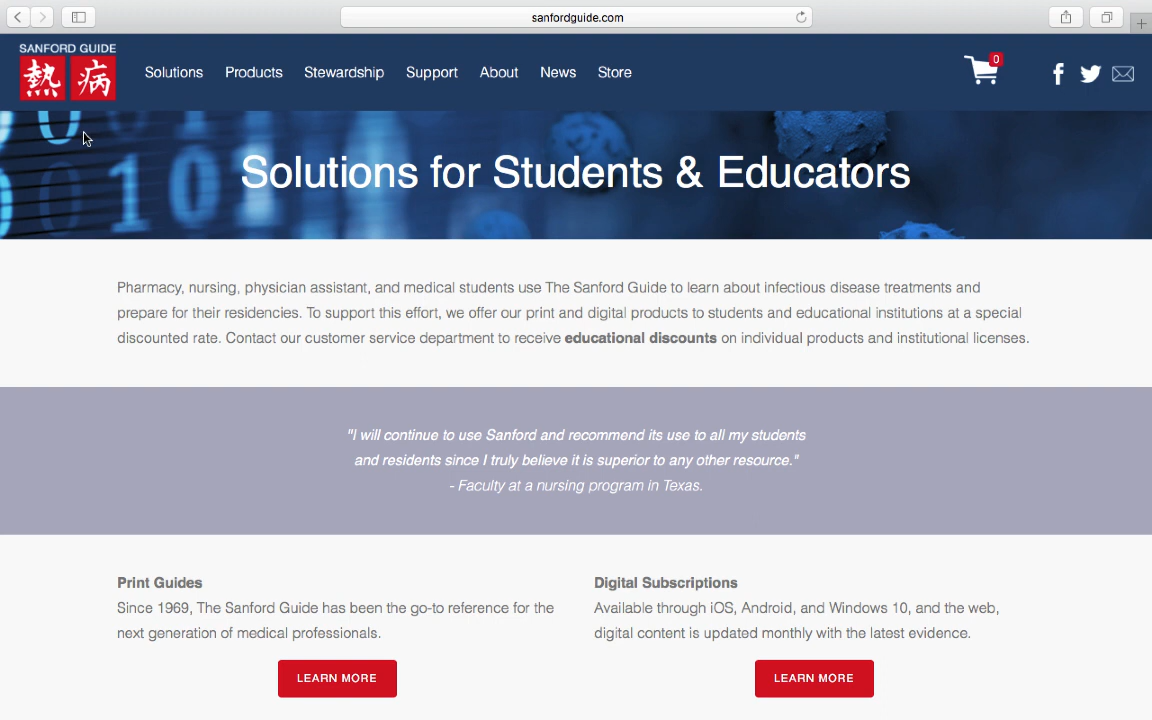 sanfordguide.com
SANFORD GUIDE
熱病
Solutions Products Stewardship Support About News Store
0
Solutions for Students & Educators
Pharmacy, nursing, physician assistant, and medical students use The Sanford Guide to learn about infectious disease treatments and
prepare for their residencies. To support this effort, we offer our print and digital products to students and educational institutions at a special
discounted rate. Contact our customer service department to receive educational discounts on individual products and institutional licenses.
"I will continue to use Sanford and recommend its use to all my students
and residents since I truly believe it is superior to any other resource."
- Faculty at a nursing program in Texas.
Print Guides
Since 1969, The Sanford Guide has been the go-to reference for the
next generation of medical professionals.
LEARN MORE
Digital Subscriptions
Available through iOS, Android, and Windows 10, and the web,
digital content is updated monthly with the latest evidence.
LEARN MORE